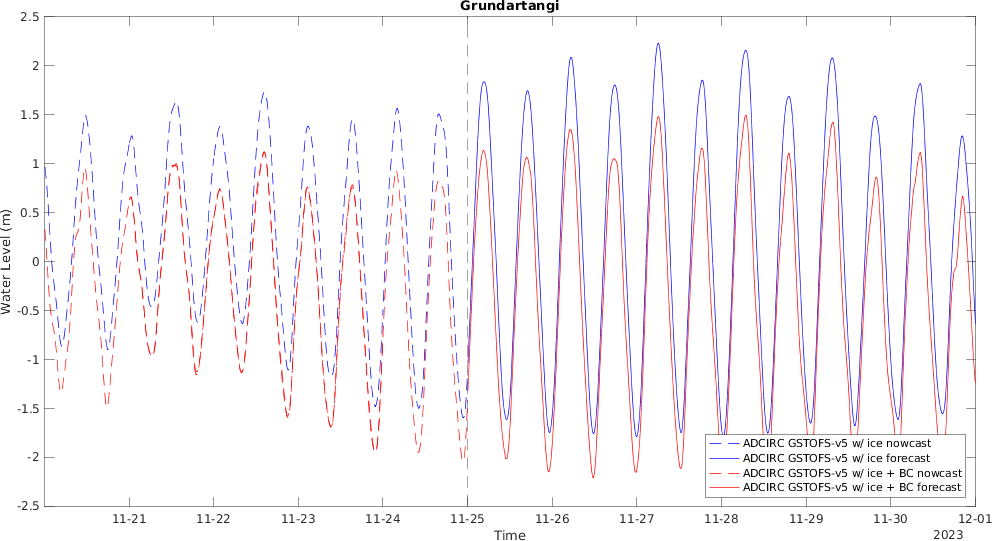 Grundartangi
2.5
2
1.5
1
0.5
0
-0.5
-1
-1.5
-2
-2.5
Water Level (m)
ADCIRC GSTOFS-v5 w/ ice nowcast
ADCIRC GSTOFS-v5 w/ ice forecast
ADCIRC GSTOFS-v5 w/ ice + BC nowcast
ADCIRC GSTOFS-v5 w/ ice + BC forecast
11-21 11-22 11-23 11-24 11-25 11-26 11-27 11-28 11-29 11-30 12-01
Time
2023